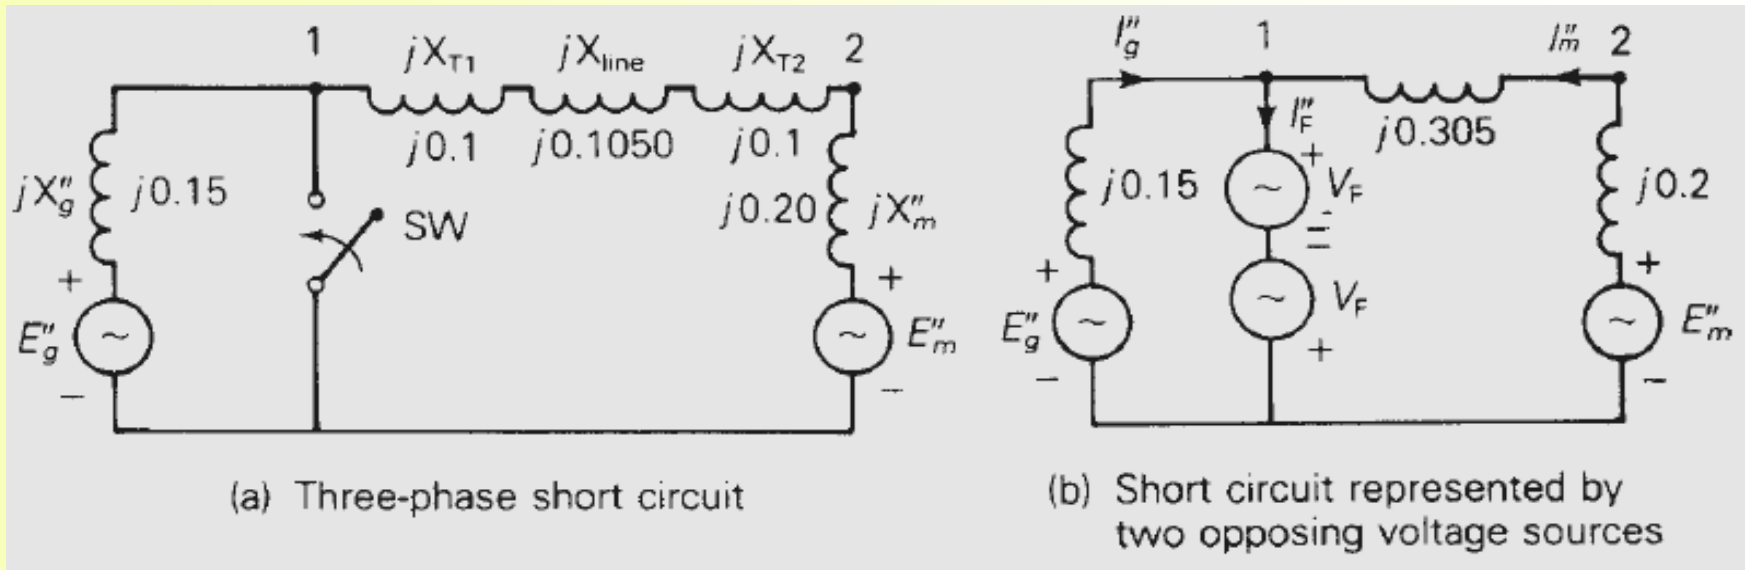 1 jX_T1 jX_line jX_T2 2
j0.1 j0.1050 j0.1
jX″_g j0.15 j0.20 jX″_m
SW
+ +
E″_g ~ ~ E″_m
− −
(a) Three-phase short circuit
I″_g 1 I″_m 2
I″_F j0.305
+
j0.15 ~ V_F j0.2
−
−
+ ~ V_F +
E″_g ~ ~ E″_m
− + −
(b) Short circuit represented by
two opposing voltage sources